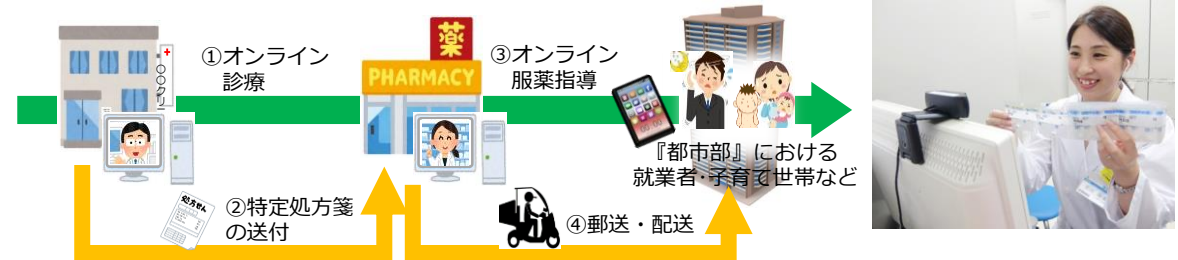 ①オンライン
診療
薬
PHARMACY
③オンライン
服薬指導
〇〇クリニ
『都市部』における
就業者・子育て世帯など
処方せん
②特定処方箋
の送付
④郵送・配送